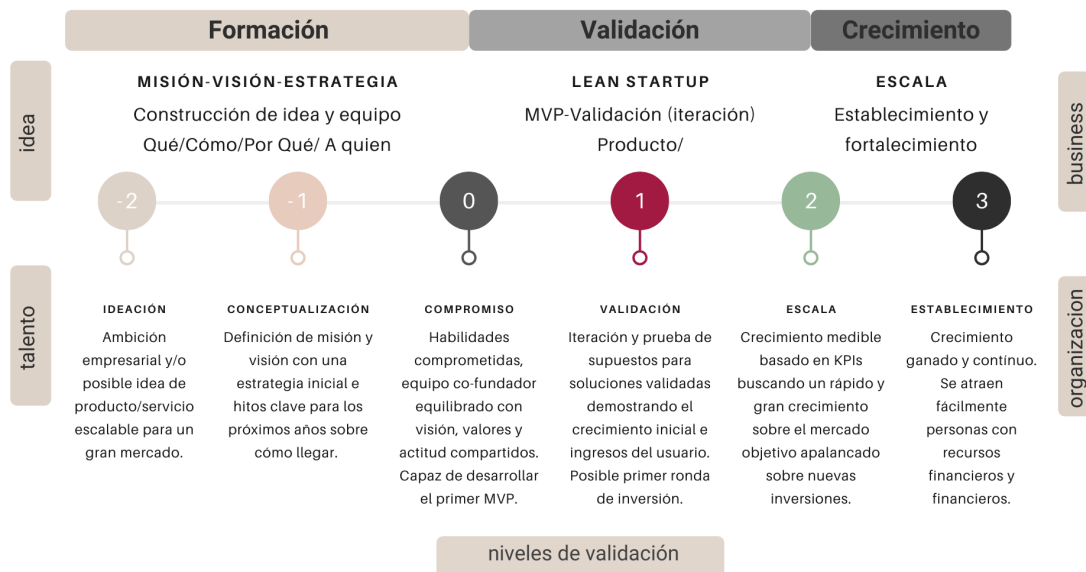 Formación
Validación
Crecimiento
idea
MISIÓN-VISIÓN-ESTRATEGIA
Construcción de idea y equipo
Qué/Cómo/Por Qué/ A quien
LEAN STARTUP
MVP-Validación (iteración)
Producto/
ESCALA
Establecimiento y
fortalecimiento
business
-2
-1
0
1
2
3
talento
IDEACIÓN
Ambición
empresarial y/o
posible idea de
producto/servicio
escalable para un
gran mercado.
CONCEPTUALIZACIÓN
Definición de misión y
visión con una
estrategia inicial e
hitos clave para los
próximos años sobre
cómo llegar.
COMPROMISO
Habilidades
comprometidas,
equipo co-fundador
equilibrado con
visión, valores y
actitud compartidos.
Capaz de desarrollar
el primer MVP.
VALIDACIÓN
Iteración y prueba de
supuestos para
soluciones validadas
demostrando el
crecimiento inicial e
ingresos del usuario.
Posible primer ronda
de inversión.
ESCALA
Crecimiento medible
basado en KPIs
buscando un rápido y
gran crecimiento
sobre el mercado
objetivo apalancado
sobre nuevas
inversiones.
ESTABLECIMIENTO
Crecimiento
ganado y contínuo.
Se atraen
fácilmente
personas con
recursos
financieros y
financieros.
organizacion
niveles de validación